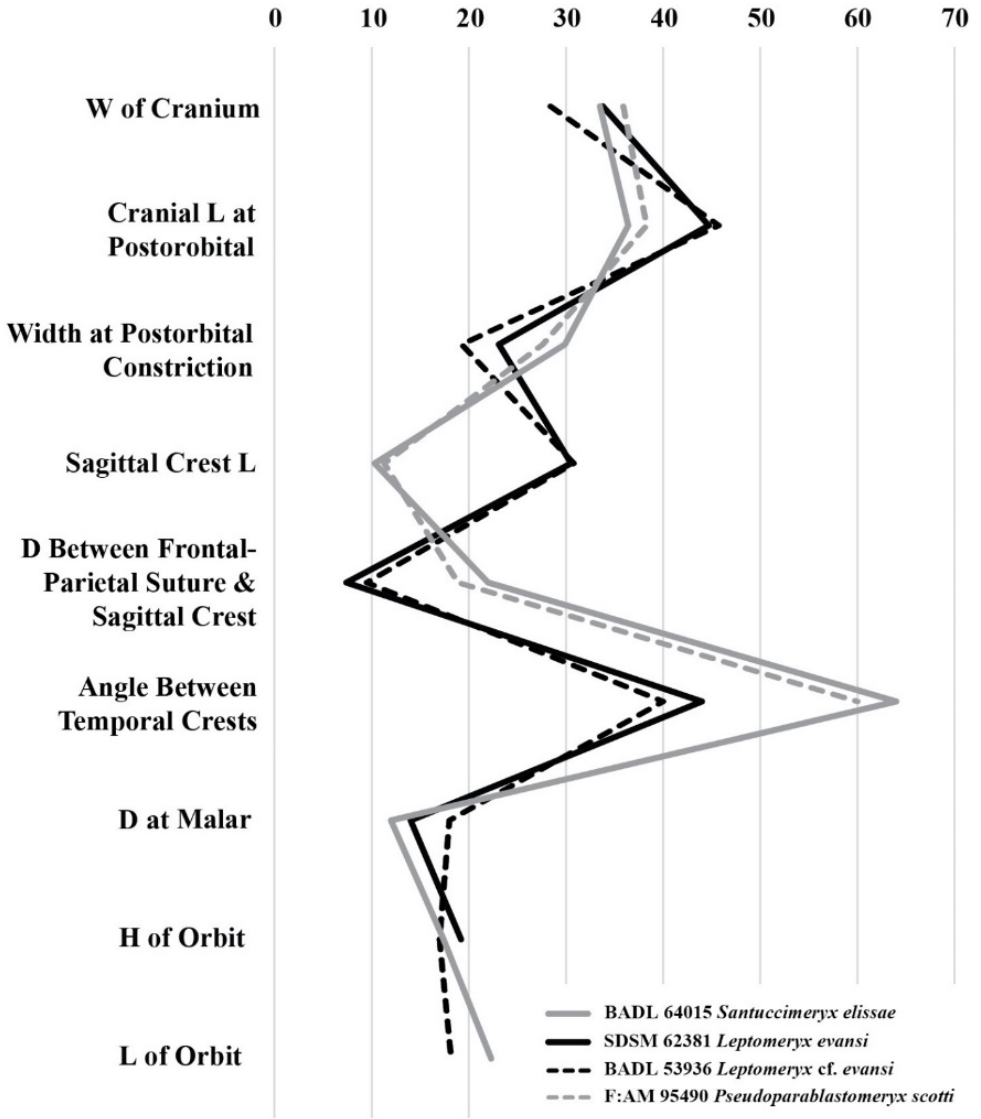 0 10 20 30 40 50 60 70
W of Cranium
Cranial L at
Postorobital
Width at Postorbital
Constriction
Sagittal Crest L
D Between Frontal-
Parietal Suture &
Sagittal Crest
Angle Between
Temporal Crests
D at Malar
H of Orbit
L of Orbit
BADL 64015 Santuccimeryx elissae
SDSM 62381 Leptomeryx evansi
BADL 53936 Leptomeryx cf. evansi
F:AM 95490 Pseudoparablastomeryx scotti